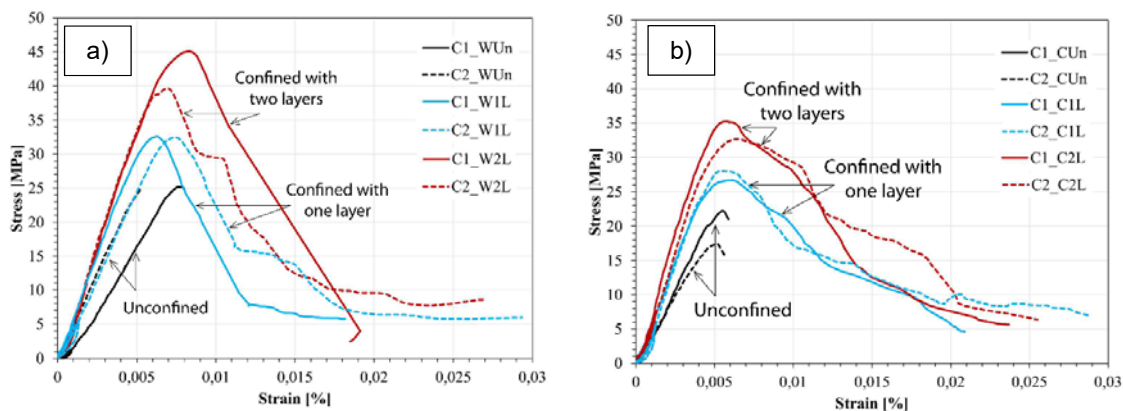 a)
50
45
40
35
30
25
20
15
10
5
0
Stress [MPa]
0
0,005
0,01
0,015
0,02
0,025
0,03
Strain [%]
Confined with
two layers
Confined with
one layer
Unconfined
C1_WUn
C2_WUn
C1_W1L
C2_W1L
C1_W2L
C2_W2L
b)
50
45
40
35
30
25
20
15
10
5
0
Stress [MPa]
0
0,005
0,01
0,015
0,02
0,025
0,03
Strain [%]
Confined with
two layers
Confined with
one layer
Unconfined
C1_CUn
C2_CUn
C1_C1L
C2_C1L
C1_C2L
C2_C2L